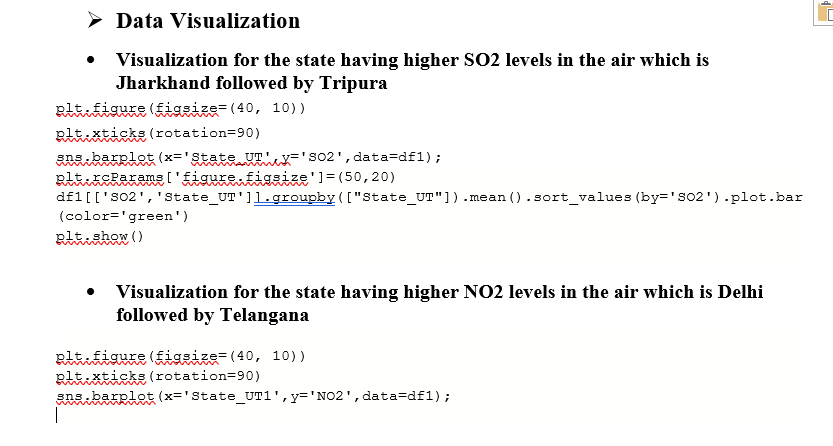 ➢ Data Visualization
• Visualization for the state having higher SO2 levels in the air which is
Jharkhand followed by Tripura
plt.figure(figsize=(40, 10))
plt.xticks(rotation=90)
sns.barplot(x='State_UT',y='SO2',data=df1);
plt.rcParams['figure.figsize']=(50,20)
df1[['SO2','State_UT']].groupby(["State_UT"]).mean().sort_values(by='SO2').plot.bar
(color='green')
plt.show()
• Visualization for the state having higher NO2 levels in the air which is Delhi
followed by Telangana
plt.figure(figsize=(40, 10))
plt.xticks(rotation=90)
sns.barplot(x='State_UT1',y='NO2',data=df1);